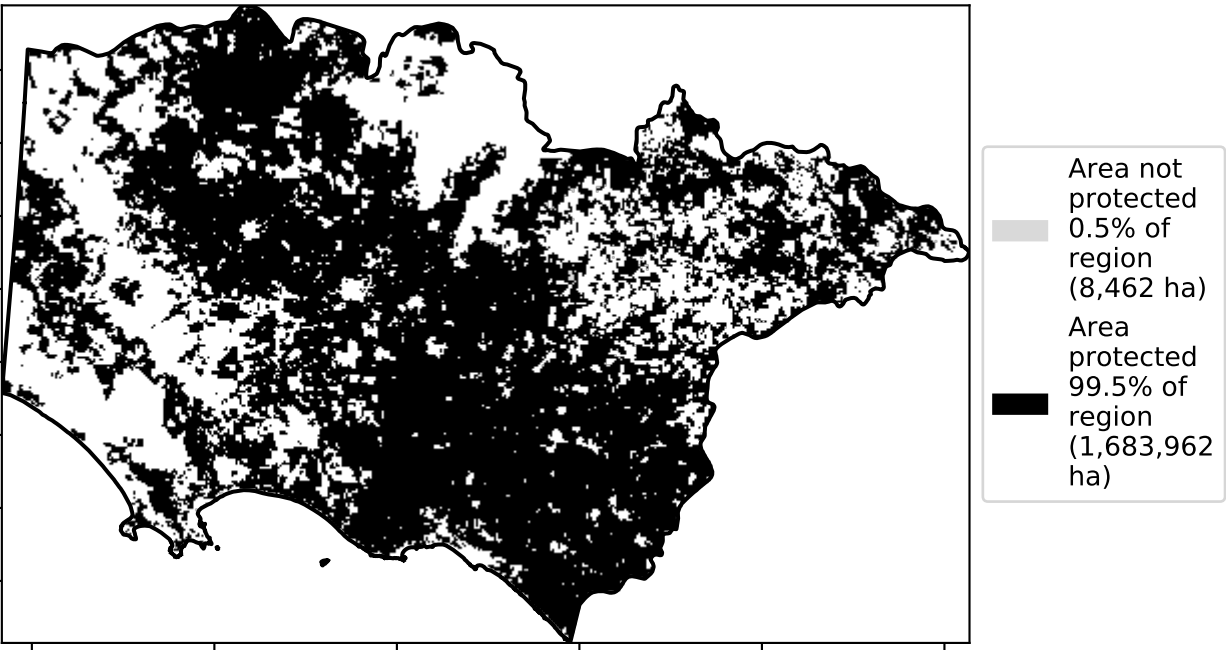 Area not
protected
0.5% of
region
(8,462 ha)
Area
protected
99.5% of
region
(1,683,962
ha)